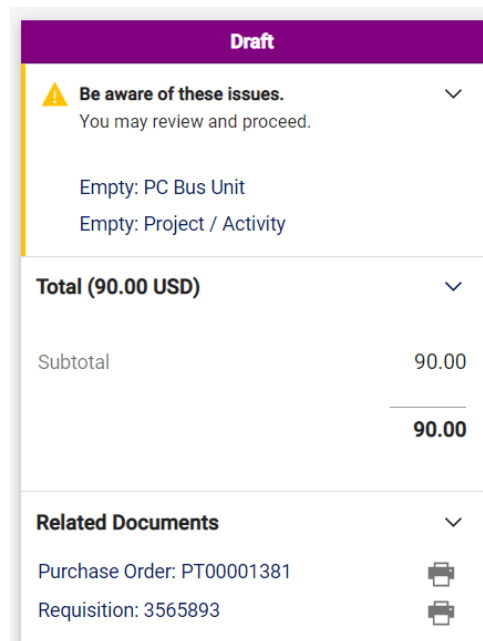 Draft
Be aware of these issues.
You may review and proceed.
Empty: PC Bus Unit
Empty: Project / Activity
Total (90.00 USD)
Subtotal 90.00
90.00
Related Documents
Purchase Order: PT00001381
Requisition: 3565893